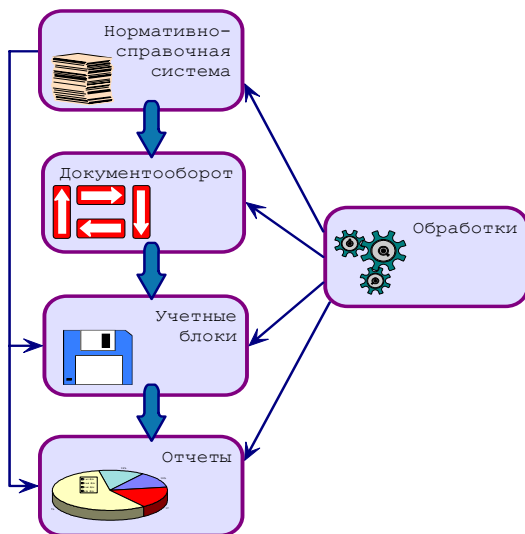 Нормативно-
справочная
система
Документооборот
Обработки
Учетные
блоки
Отчеты